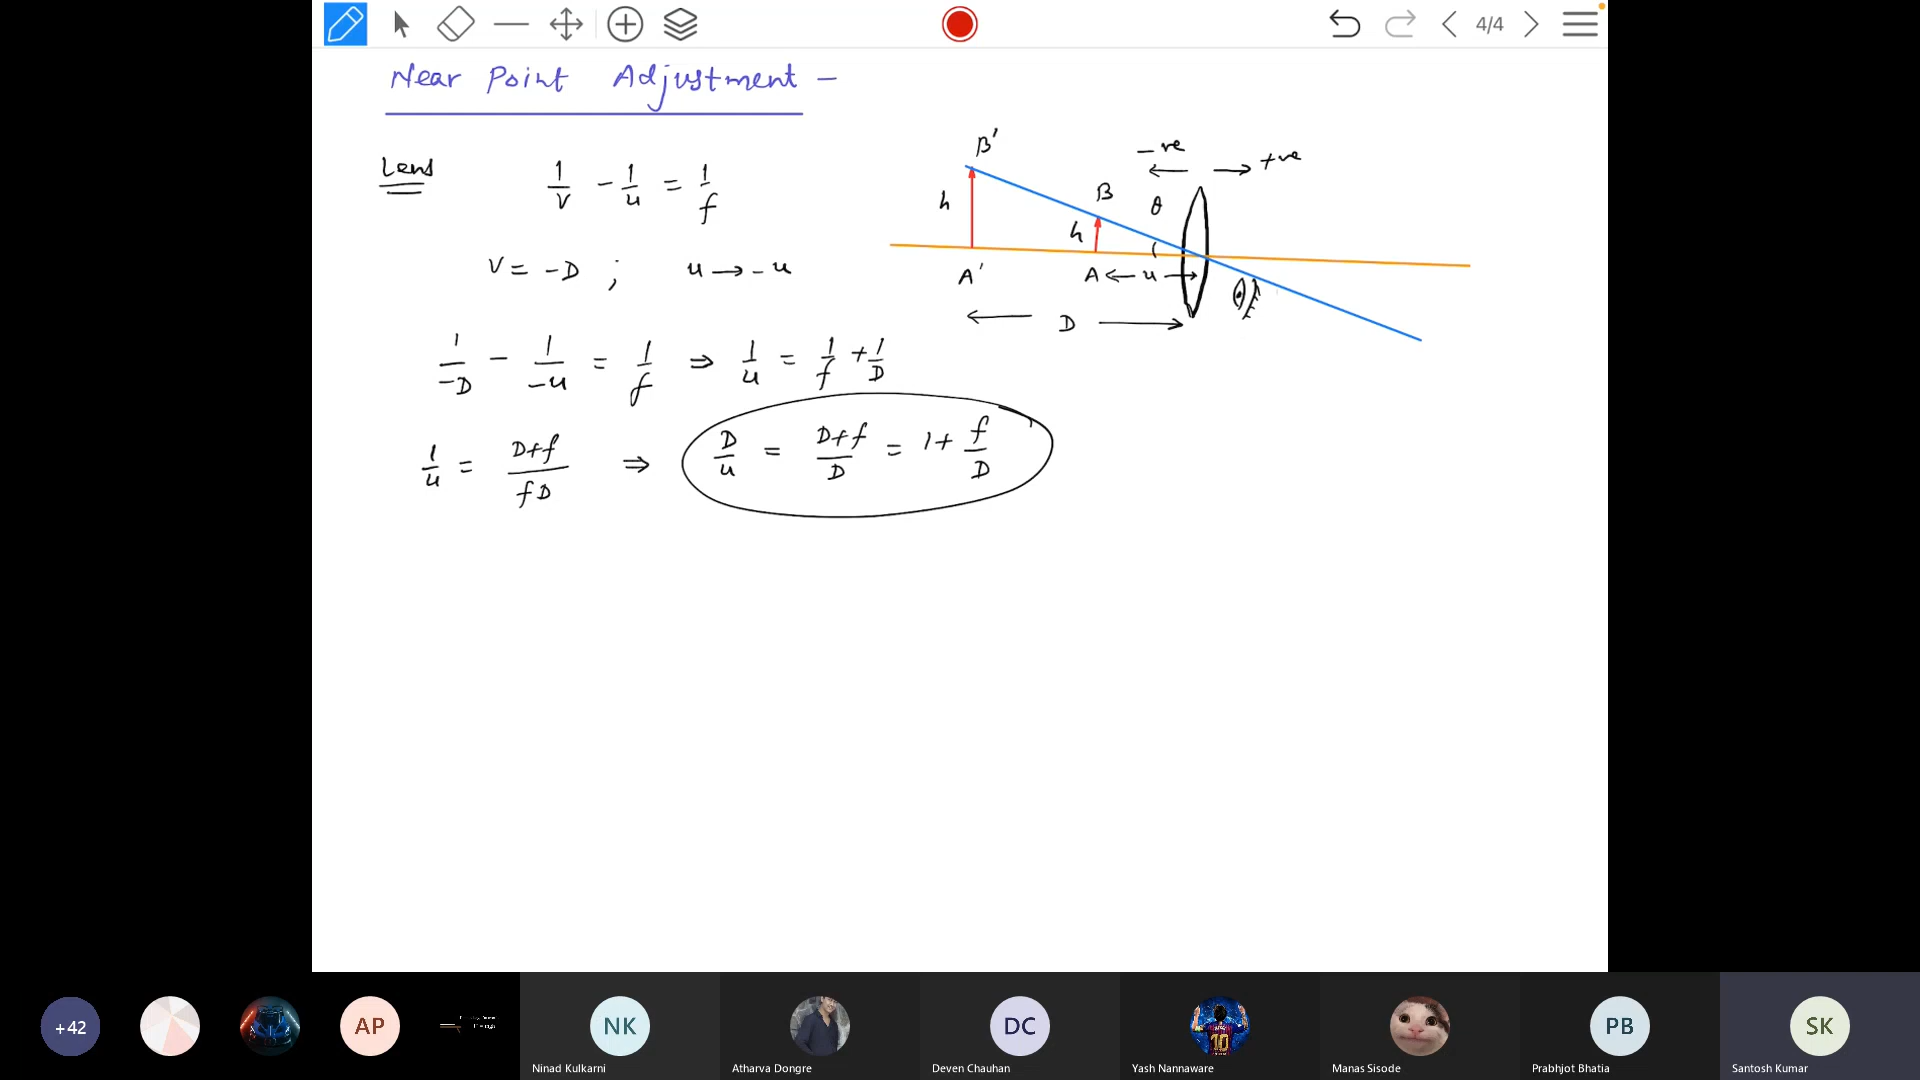 4/4
Near Point Adjustment -
Lens
1/v - 1/u = 1/f
V = -D ; u → -u
1/-D - 1/-u = 1/f ⇒ 1/u = 1/f + 1/D
1/u = D+f/fD ⇒ D/u = D+f/D = 1 + f/D
B'
-ve
+ve
B
θ
h
h
A'
A ← u →
D
+42
AP
NK
DC
10
PB
SK
Ninad Kulkarni
Atharva Dongre
Deven Chauhan
Yash Nannaware
Manas Sisode
Prabhjot Bhatia
Santosh Kumar